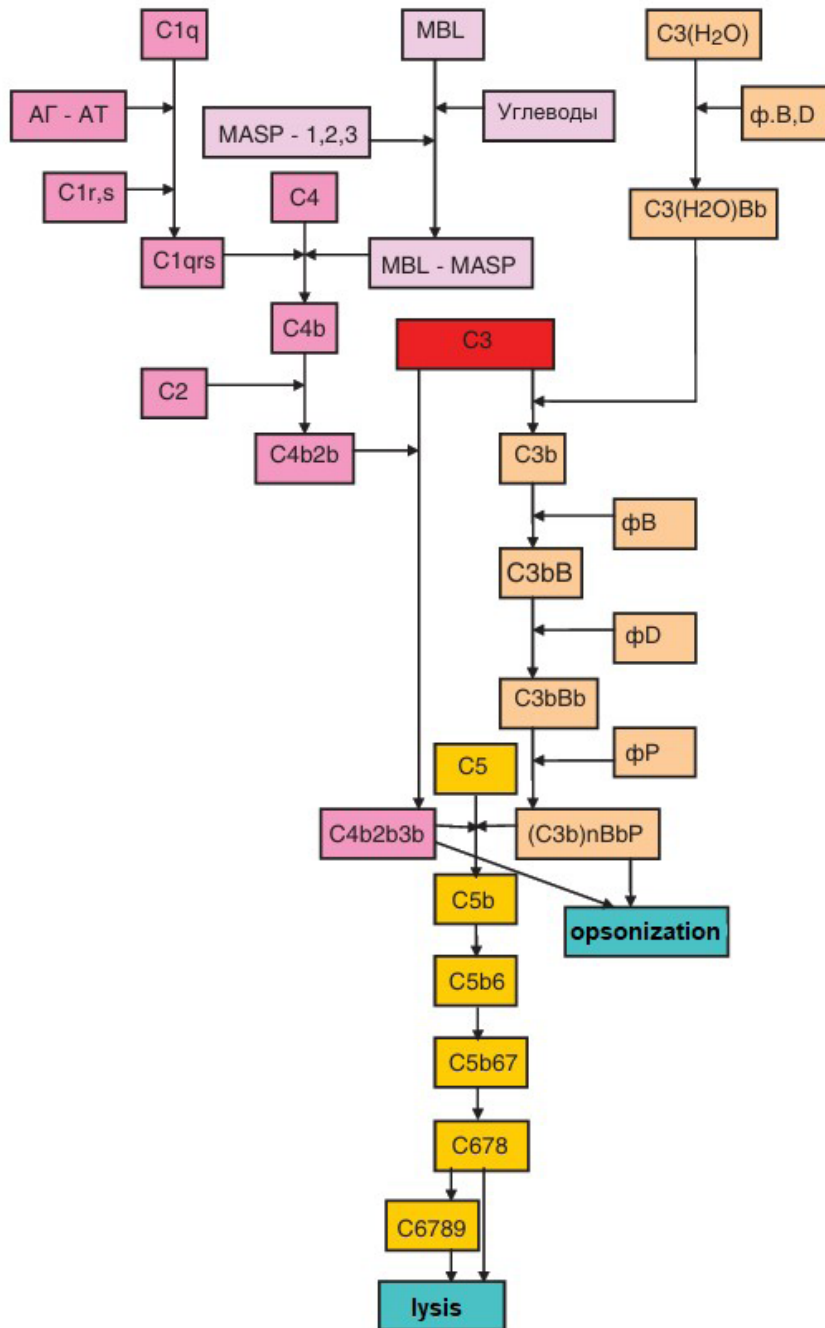 C1q
MBL
C3(H2O)
АГ - АТ
MASP - 1,2,3
Углеводы
ф.B,D
C1r,s
C4
C3(H2O)Bb
C1qrs
MBL - MASP
C4b
C3
C2
C4b2b
C3b
фB
C3bB
фD
C3bBb
C5
фP
C4b2b3b
(C3b)nBbP
C5b
opsonization
C5b6
C5b67
C678
C6789
lysis